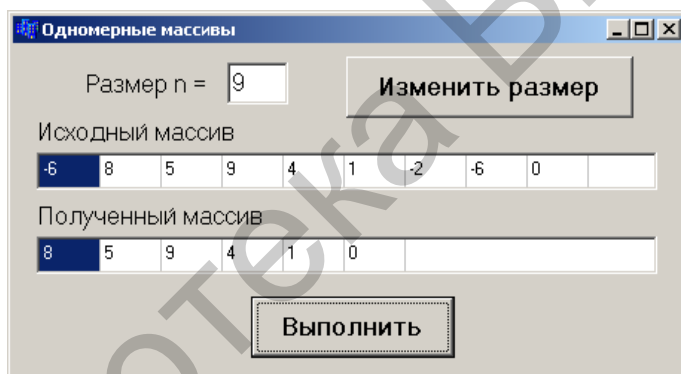 Одномерные массивы
Размер n = 9 Изменить размер
Исходный массив
-6 8 5 9 4 1 -2 -6 0
Полученный массив
8 5 9 4 1 0
Выполнить
отека Б